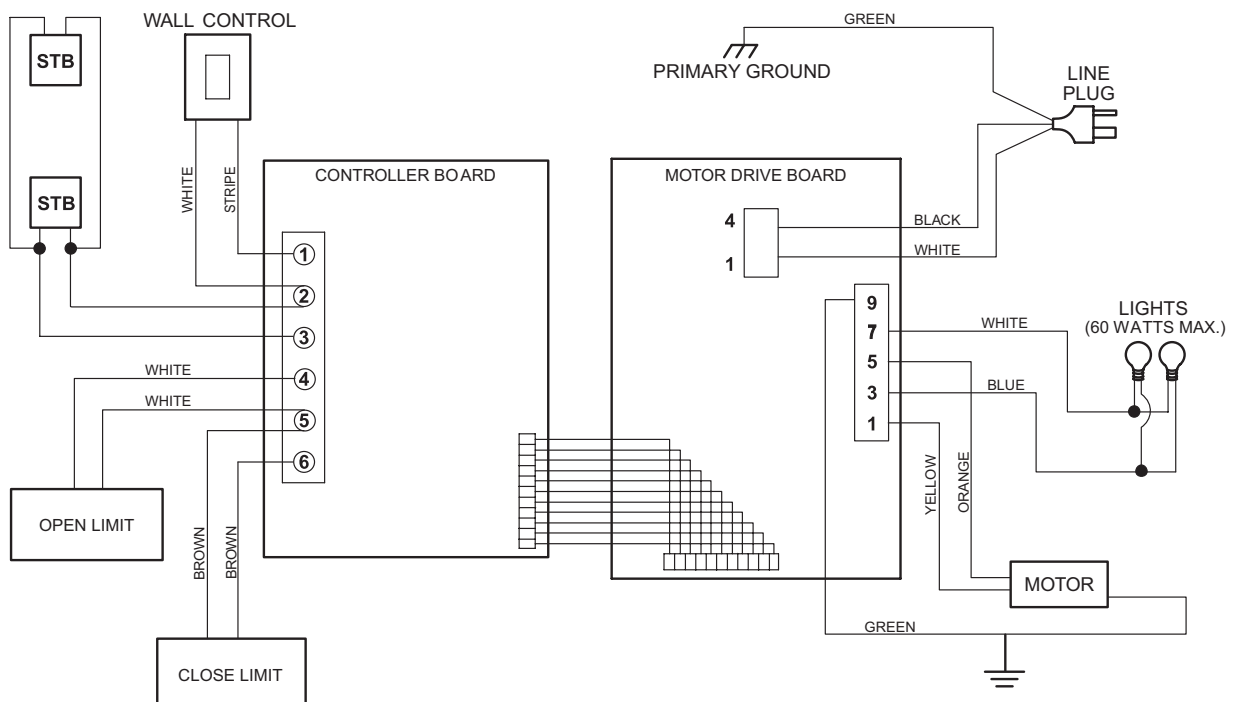 WALL CONTROL
STB
STB
WHITE
STRIPE
CONTROLLER BOARD
1
2
3
4
5
6
WHITE
WHITE
OPEN LIMIT
BROWN
BROWN
CLOSE LIMIT
GREEN
PRIMARY GROUND
LINE
PLUG
MOTOR DRIVE BOARD
4
1
BLACK
WHITE
9
7
5
3
1
WHITE
BLUE
LIGHTS
(60 WATTS MAX.)
YELLOW
ORANGE
MOTOR
GREEN